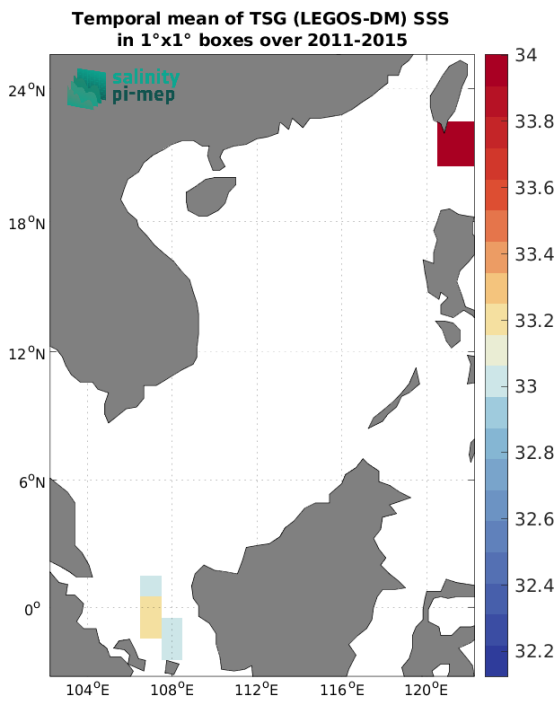 Temporal mean of TSG (LEGOS-DM) SSS
in 1°x1° boxes over 2011-2015
salinity
pi-mep
24°N
18°N
12°N
6°N
0°
104°E
108°E
112°E
116°E
120°E
34
33.8
33.6
33.4
33.2
33
32.8
32.6
32.4
32.2